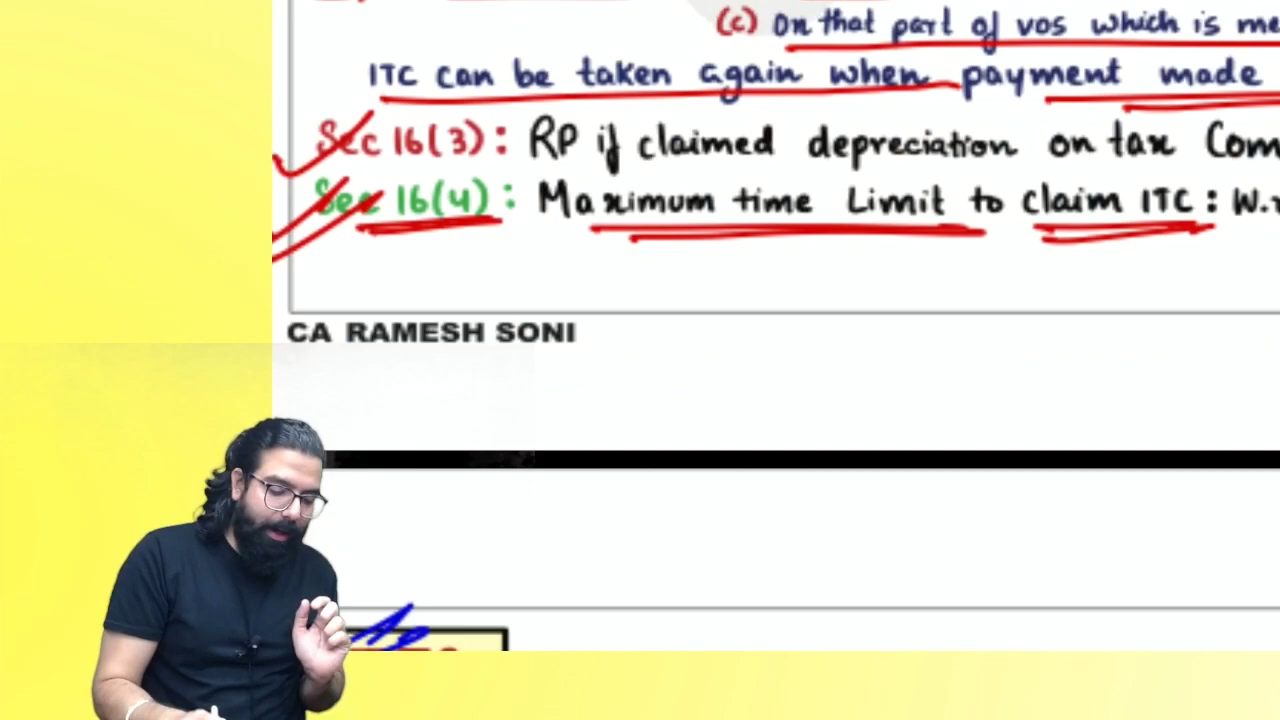 (c) On that part of vos which is me
ITC can be taken again when payment made
Sec 16(3): RP if claimed depreciation on tax Com
Sec 16(4): Maximum time Limit to claim ITC: W.r
CA RAMESH SONI